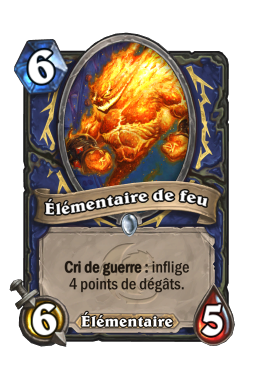 6
Élémentaire de feu
Cri de guerre : inflige
4 points de dégâts.
6
Élémentaire
5